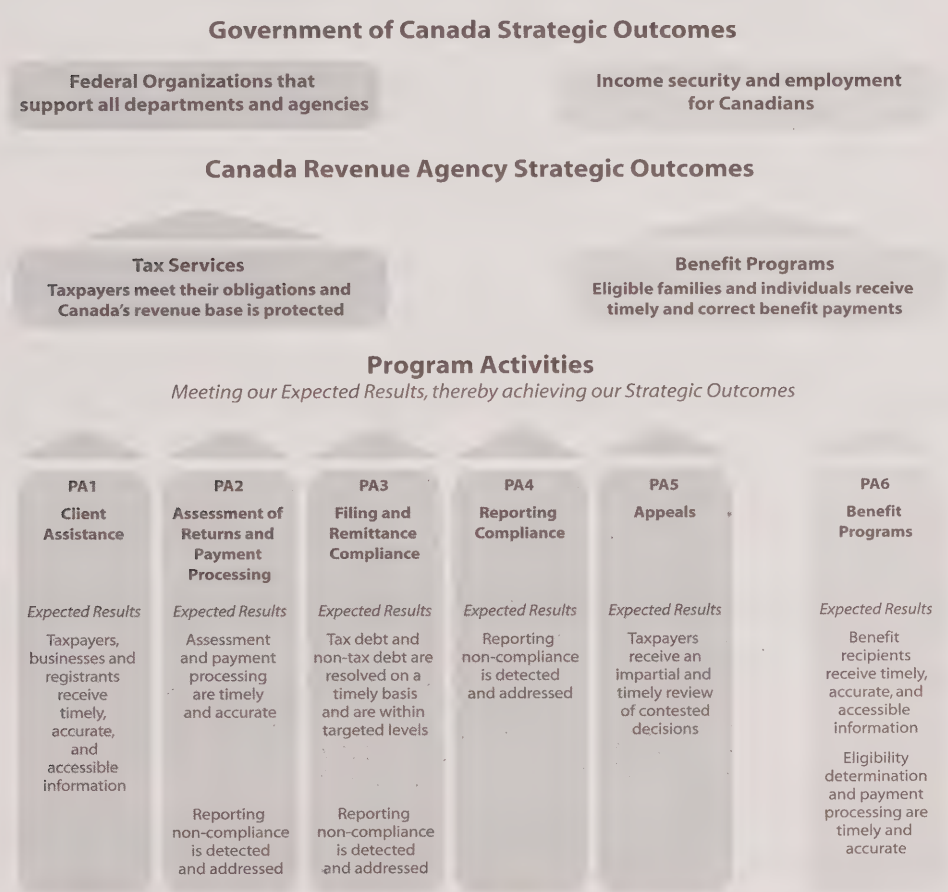 Government of Canada Strategic Outcomes
Federal Organizations that
support all departments and agencies
Income security and employment
for Canadians
Canada Revenue Agency Strategic Outcomes
Tax Services
Taxpayers meet their obligations and
Canada's revenue base is protected
Benefit Programs
Eligible families and individuals receive
timely and correct benefit payments
Program Activities
Meeting our Expected Results, thereby achieving our Strategic Outcomes
PA1
Client
Assistance
Expected Results
Taxpayers,
businesses and
registrants
receive
timely,
accurate,
and
accessible
information
PA2
Assessment of
Returns and
Payment
Processing
Expected Results
Assessment
and payment
processing
are timely
and accurate
Reporting
non-compliance
is detected
and addressed
PA3
Filing and
Remittance
Compliance
Expected Results
Tax debt and
non-tax debt are
resolved on a
timely basis
and are within
targeted levels
Reporting
non-compliance
is detected
and addressed
PA4
Reporting
Compliance
Expected Results
Reporting
non-compliance
is detected
and addressed
PA5
Appeals
Expected Results
Taxpayers
receive an
impartial and
timely review
of contested
decisions
PA6
Benefit
Programs
Expected Results
Benefit
recipients
receive timely,
accurate, and
accessible
information
Eligibility
determination
and payment
processing are
timely and
accurate